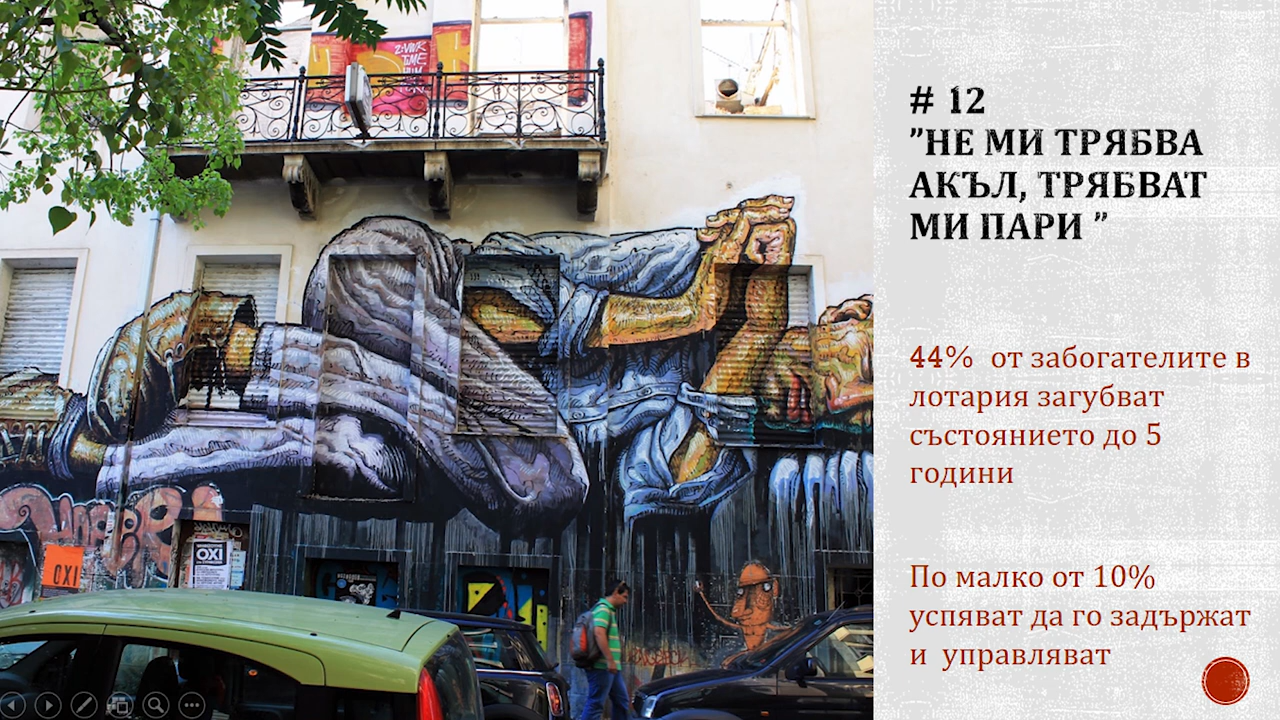 # 12
”НЕ МИ ТРЯБВА
АКЪЛ, ТРЯБВАТ
МИ ПАРИ ”
44% от забогателите в
лотария загубват
състоянието до 5
години
По малко от 10%
успяват да го задържат
и управляват
TIME
OXI
OXI